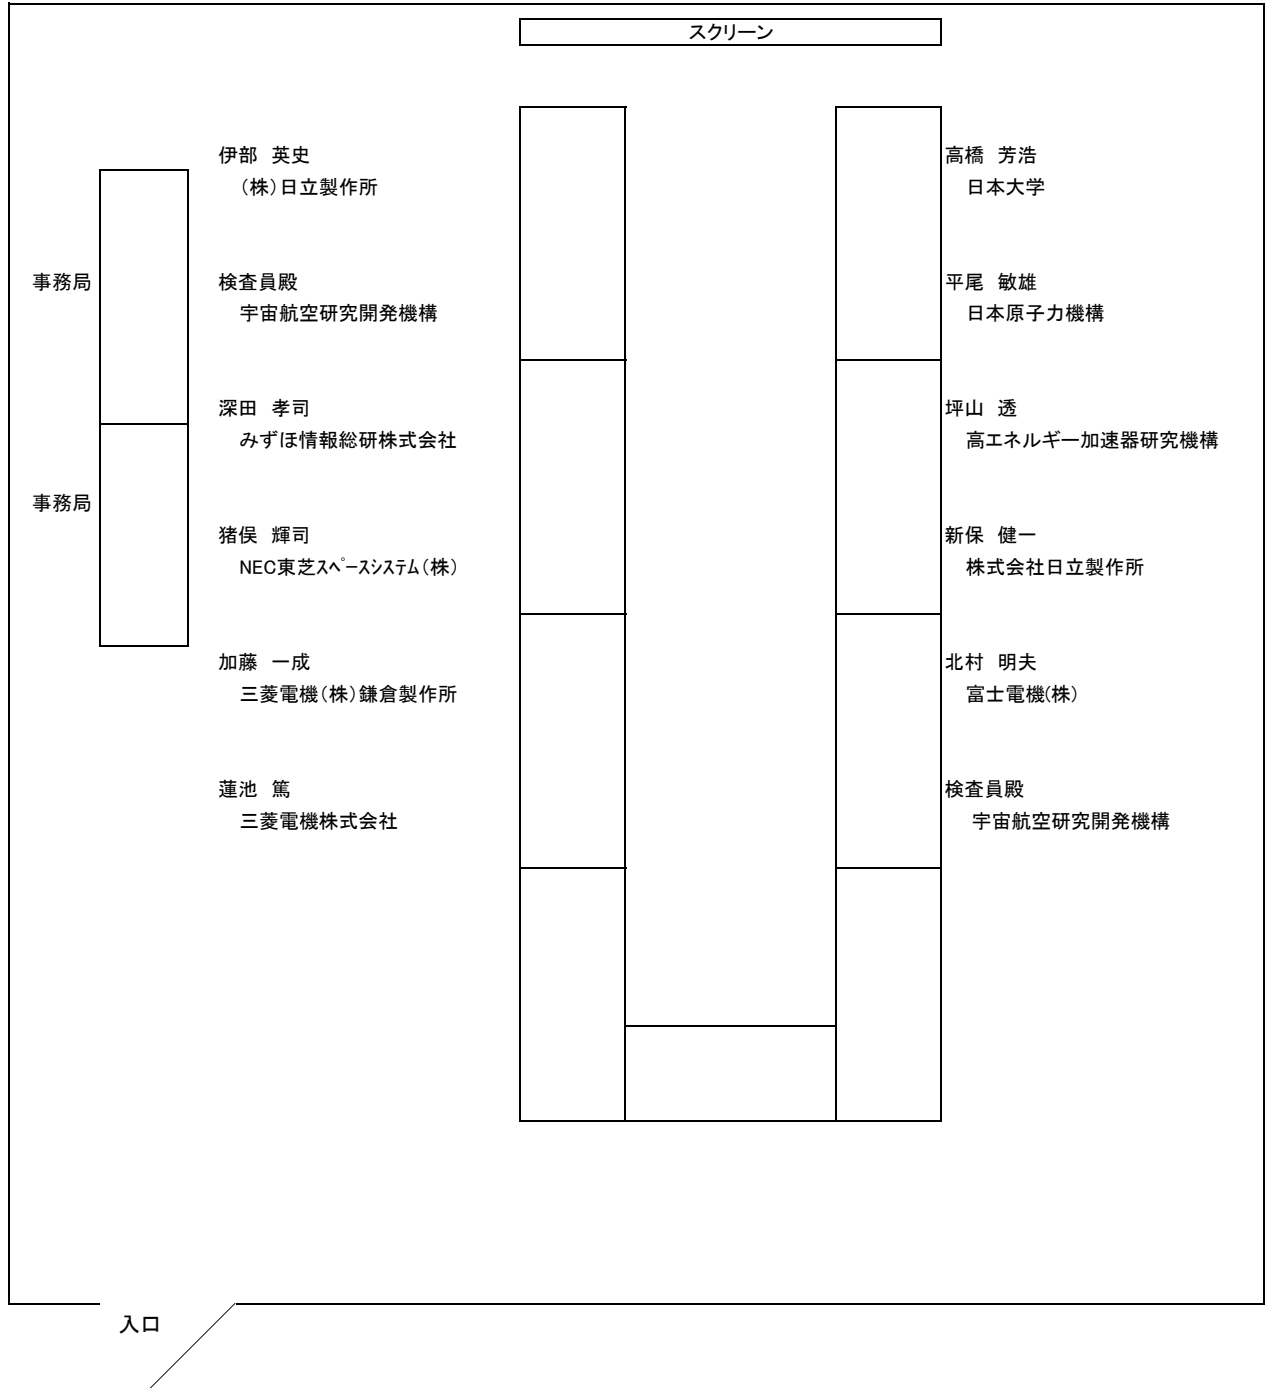 スクリーン
伊部　英史
（株）日立製作所
高橋　芳浩
日本大学
事務局
検査員殿
宇宙航空研究開発機構
平尾　敏雄
日本原子力機構
深田　孝司
みずほ情報総研株式会社
坪山　透
高エネルギー加速器研究機構
事務局
猪俣　輝司
NEC東芝ｽﾍﾟｰｽｼｽﾃﾑ（株）
新保　健一
株式会社日立製作所
加藤　一成
三菱電機（株）鎌倉製作所
北村　明夫
富士電機(株)
蓮池　篤
三菱電機株式会社
検査員殿
宇宙航空研究開発機構
入口